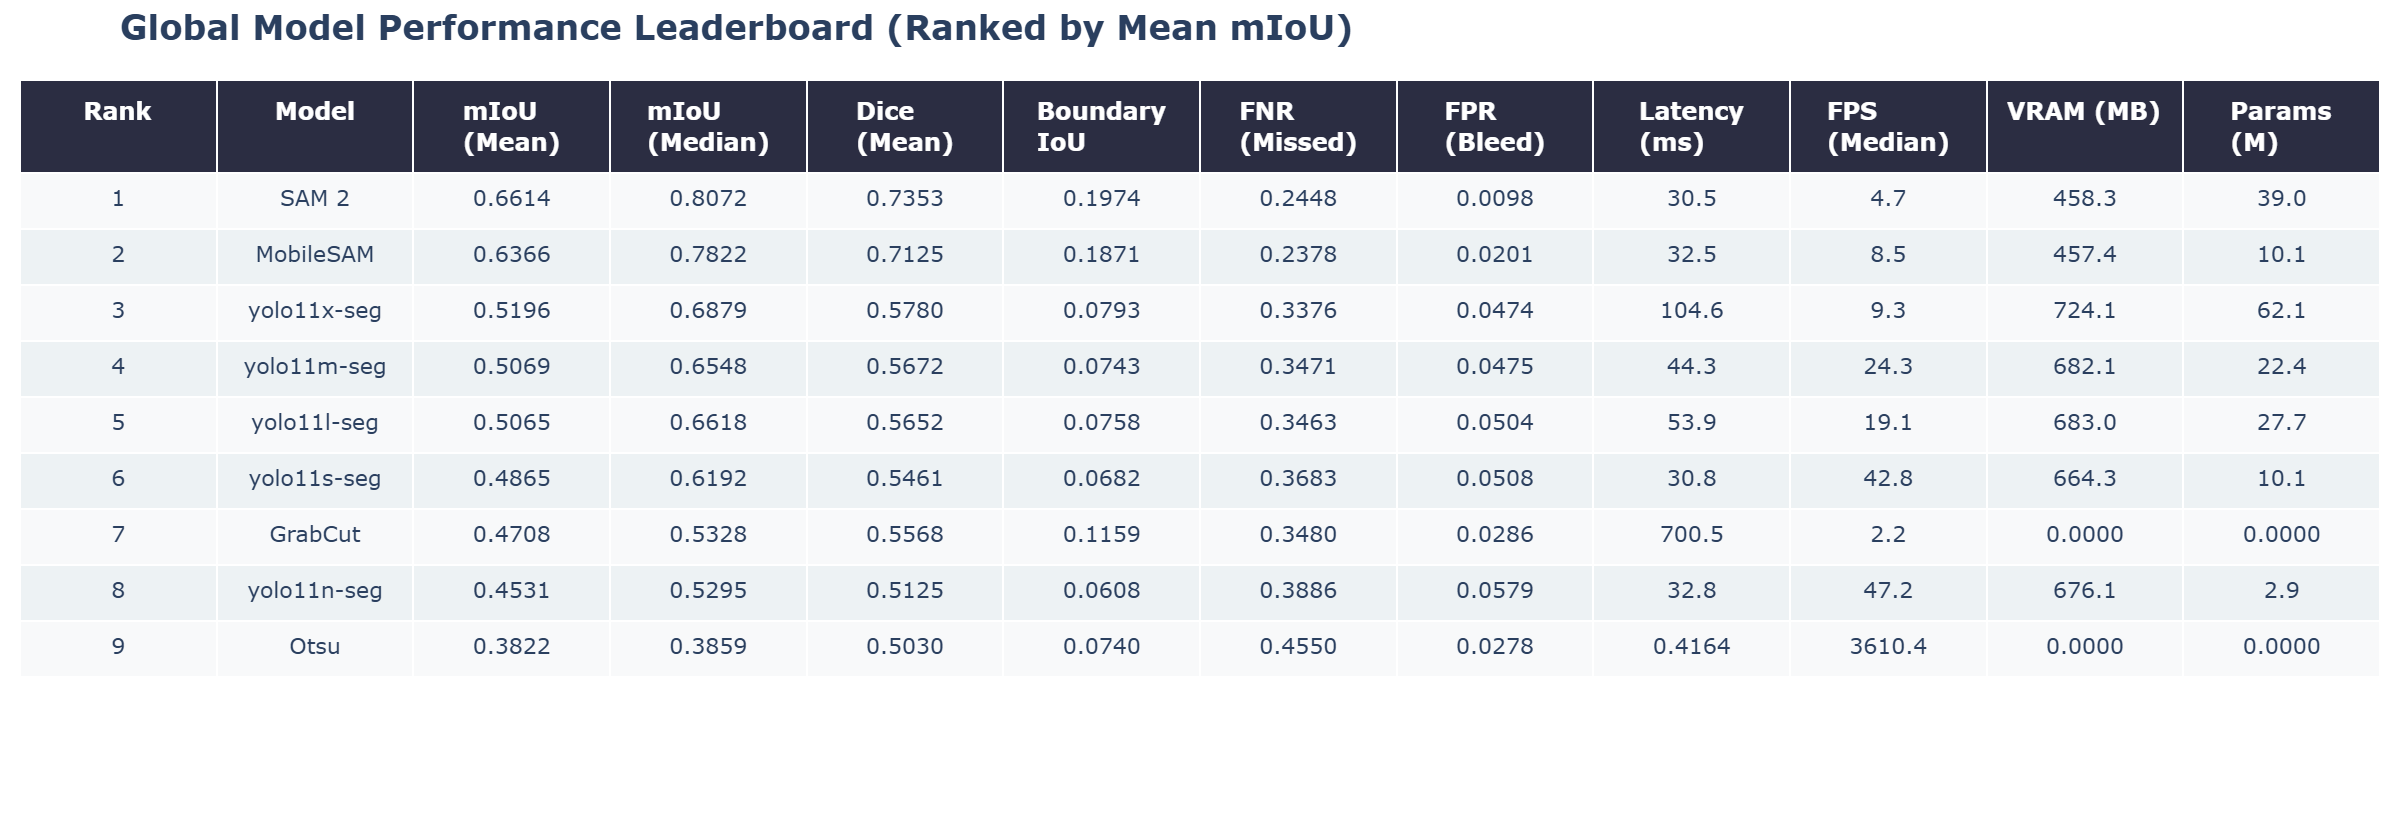 Global Model Performance Leaderboard (Ranked by Mean mIoU)
Rank Model mIoU (Mean) mIoU (Median) Dice (Mean) Boundary IoU FNR (Missed) FPR (Bleed) Latency (ms) FPS (Median) VRAM (MB) Params (M)
1 SAM 2 0.6614 0.8072 0.7353 0.1974 0.2448 0.0098 30.5 4.7 458.3 39.0
2 MobileSAM 0.6366 0.7822 0.7125 0.1871 0.2378 0.0201 32.5 8.5 457.4 10.1
3 yolo11x-seg 0.5196 0.6879 0.5780 0.0793 0.3376 0.0474 104.6 9.3 724.1 62.1
4 yolo11m-seg 0.5069 0.6548 0.5672 0.0743 0.3471 0.0475 44.3 24.3 682.1 22.4
5 yolo11l-seg 0.5065 0.6618 0.5652 0.0758 0.3463 0.0504 53.9 19.1 683.0 27.7
6 yolo11s-seg 0.4865 0.6192 0.5461 0.0682 0.3683 0.0508 30.8 42.8 664.3 10.1
7 GrabCut 0.4708 0.5328 0.5568 0.1159 0.3480 0.0286 700.5 2.2 0.0000 0.0000
8 yolo11n-seg 0.4531 0.5295 0.5125 0.0608 0.3886 0.0579 32.8 47.2 676.1 2.9
9 Otsu 0.3822 0.3859 0.5030 0.0740 0.4550 0.0278 0.4164 3610.4 0.0000 0.0000